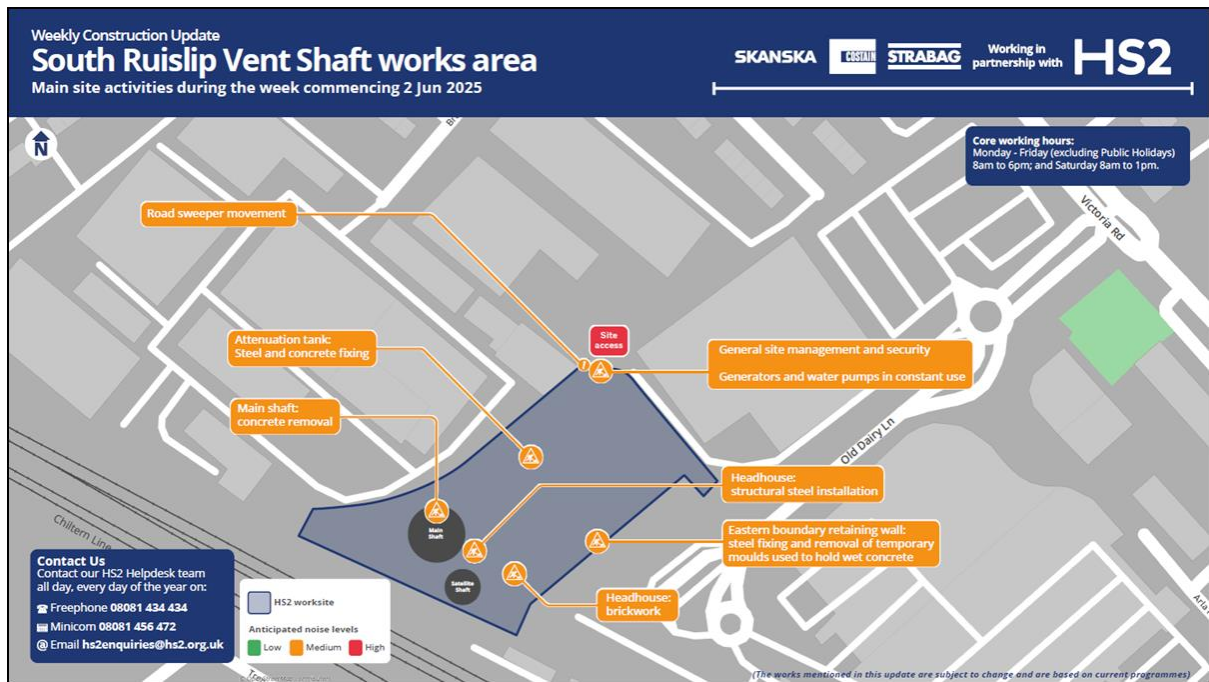 Weekly Construction Update
South Ruislip Vent Shaft works area
Main site activities during the week commencing 2 Jun 2025
SKANSKA
COSTAIN
STRABAG
Working in
partnership with
HS2
N
Core working hours:
Monday - Friday (excluding Public Holidays)
8am to 6pm; and Saturday 8am to 1pm.
Victoria Rd
Road sweeper movement
Site
access
Attenuation tank:
Steel and concrete fixing
General site management and security
Generators and water pumps in constant use
Main shaft:
concrete removal
Old Dairy Ln
Headhouse:
structural steel installation
Main
Shaft
Chiltern Line
Eastern boundary retaining wall:
steel fixing and removal of temporary
moulds used to hold wet concrete
Satellite
Shaft
Headhouse:
brickwork
Contact Us
Contact our HS2 Helpdesk team
all day, every day of the year on:
Freephone 08081 434 434
Minicom 08081 456 472
@ Email hs2enquiries@hs2.org.uk
HS2 worksite
Anticipated noise levels
Low Medium High
Arla
(The works mentioned in this update are subject to change and are based on current programmes)